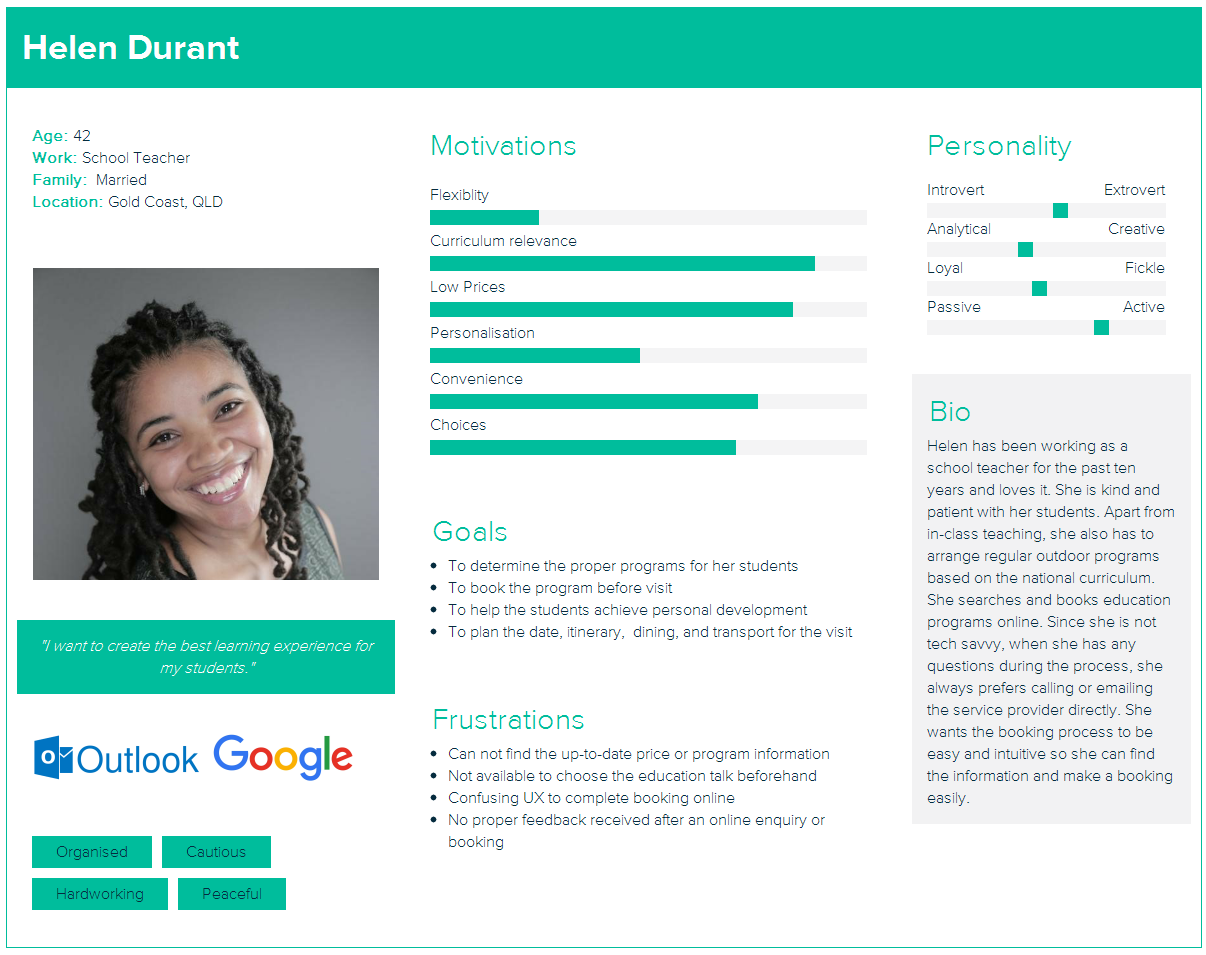 Helen Durant
Age: 42
Work: School Teacher
Family: Married
Location: Gold Coast, QLD
"I want to create the best learning experience for
my students."
Outlook
Google
Organised
Cautious
Hardworking
Peaceful
Motivations
Flexiblity
Curriculum relevance
Low Prices
Personalisation
Convenience
Choices
Goals
To determine the proper programs for her students
To book the program before visit
To help the students achieve personal development
To plan the date, itinerary, dining, and transport for the visit
Frustrations
Can not find the up-to-date price or program information
Not available to choose the education talk beforehand
Confusing UX to complete booking online
No proper feedback received after an online enquiry or
booking
Personality
Introvert Extrovert
Analytical Creative
Loyal Fickle
Passive Active
Bio
Helen has been working as a
school teacher for the past ten
years and loves it. She is kind and
patient with her students. Apart from
in-class teaching, she also has to
arrange regular outdoor programs
based on the national curriculum.
She searches and books education
programs online. Since she is not
tech savvy, when she has any
questions during the process, she
always prefers calling or emailing
the service provider directly. She
wants the booking process to be
easy and intuitive so she can find
the information and make a booking
easily.